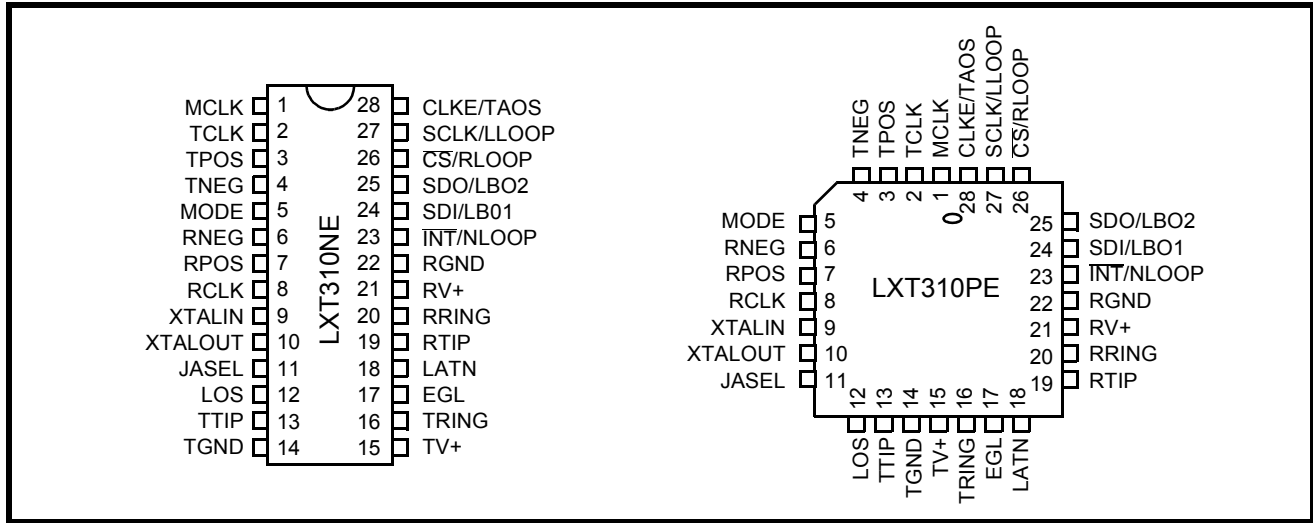 MCLK 1 28 CLKE/TAOS
TCLK 2 27 SCLK/LLOOP
TPOS 3 26 CS/RLOOP
TNEG 4 25 SDO/LBO2
MODE 5 24 SDI/LB01
RNEG 6 23 INT/NLOOP
RPOS 7 22 RGND
RCLK 8 21 RV+
XTALIN 9 20 RRING
XTALOUT 10 19 RTIP
JASEL 11 18 LATN
LOS 12 17 EGL
TTIP 13 16 TRING
TGND 14 15 TV+
LXT310NE
TNEG TPOS TCLK MCLK CLKE/TAOS SCLK/LLOOP CS/RLOOP
4 3 2 1 28 27 26
MODE 5 25 SDO/LBO2
RNEG 6 24 SDI/LBO1
RPOS 7 23 INT/NLOOP
RCLK 8 22 RGND
XTALIN 9 21 RV+
XTALOUT 10 20 RRING
JASEL 11 19 RTIP
LXT310PE
12 13 14 15 16 17 18
LOS TTIP TGND TV+ TRING EGL LATN